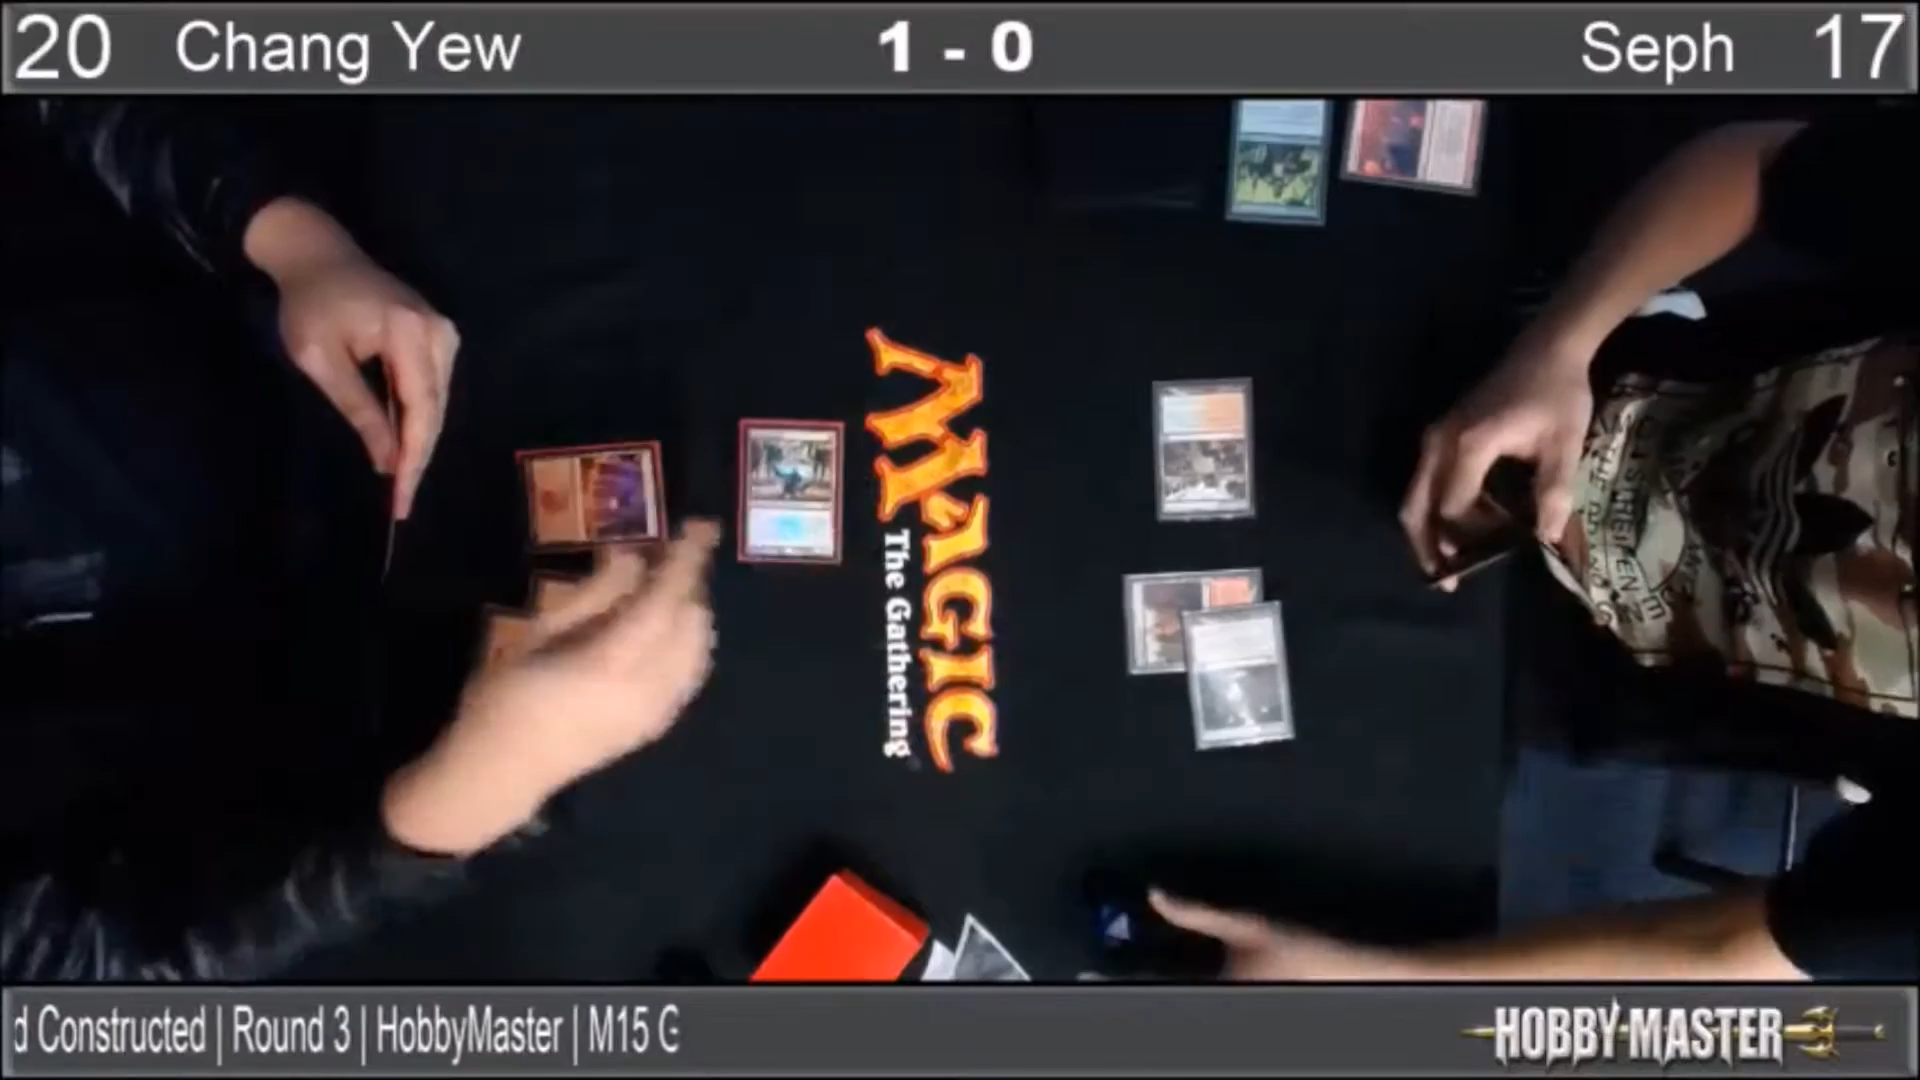 20 Chang Yew 1 - 0 Seph 17
MAGIC
The Gathering
d Constructed | Round 3 | HobbyMaster | M15 G
HOBBY MASTER